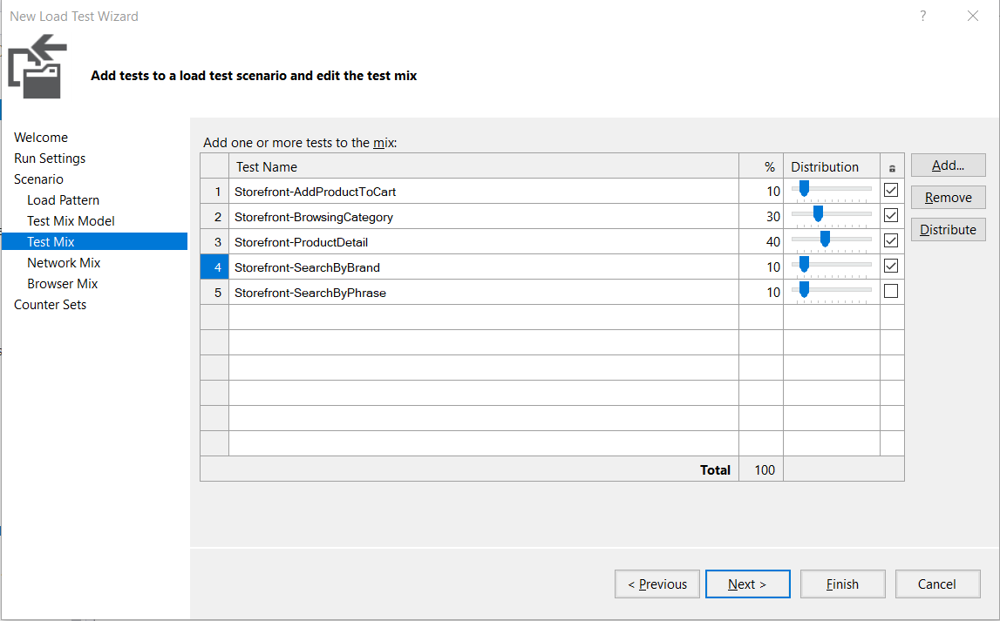 New Load Test Wizard ?
Add tests to a load test scenario and edit the test mix
Welcome
Run Settings
Scenario
Load Pattern
Test Mix Model
Test Mix
Network Mix
Browser Mix
Counter Sets
Add one or more tests to the mix:
Test Name % Distribution
1 Storefront-AddProductToCart 10
2 Storefront-BrowsingCategory 30
3 Storefront-ProductDetail 40
4 Storefront-SearchByBrand 10
5 Storefront-SearchByPhrase 10
Total 100
Add...
Remove
Distribute
< Previous Next > Finish Cancel